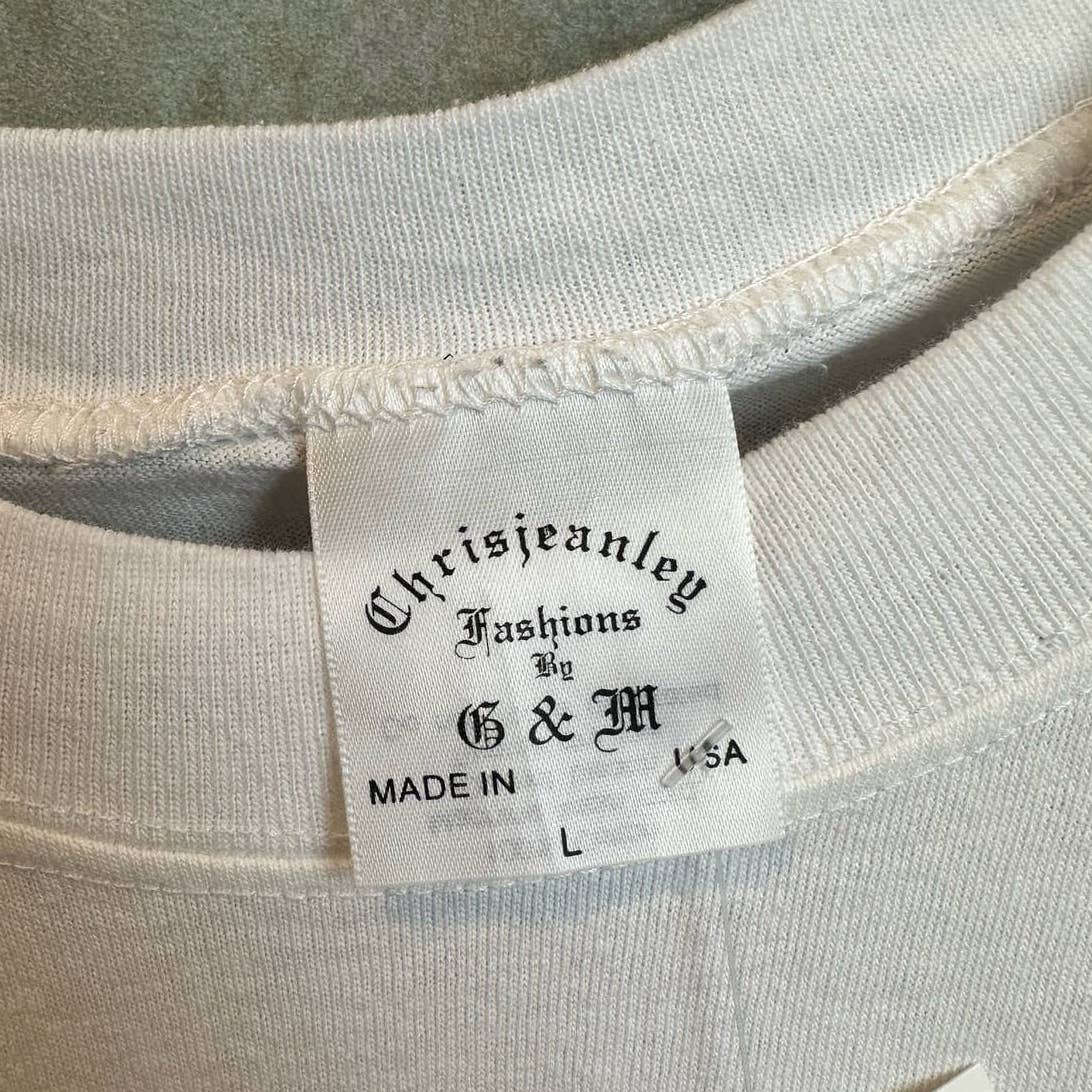 Chrisjeanley
Fashions
By
G & M
MADE IN USA
L